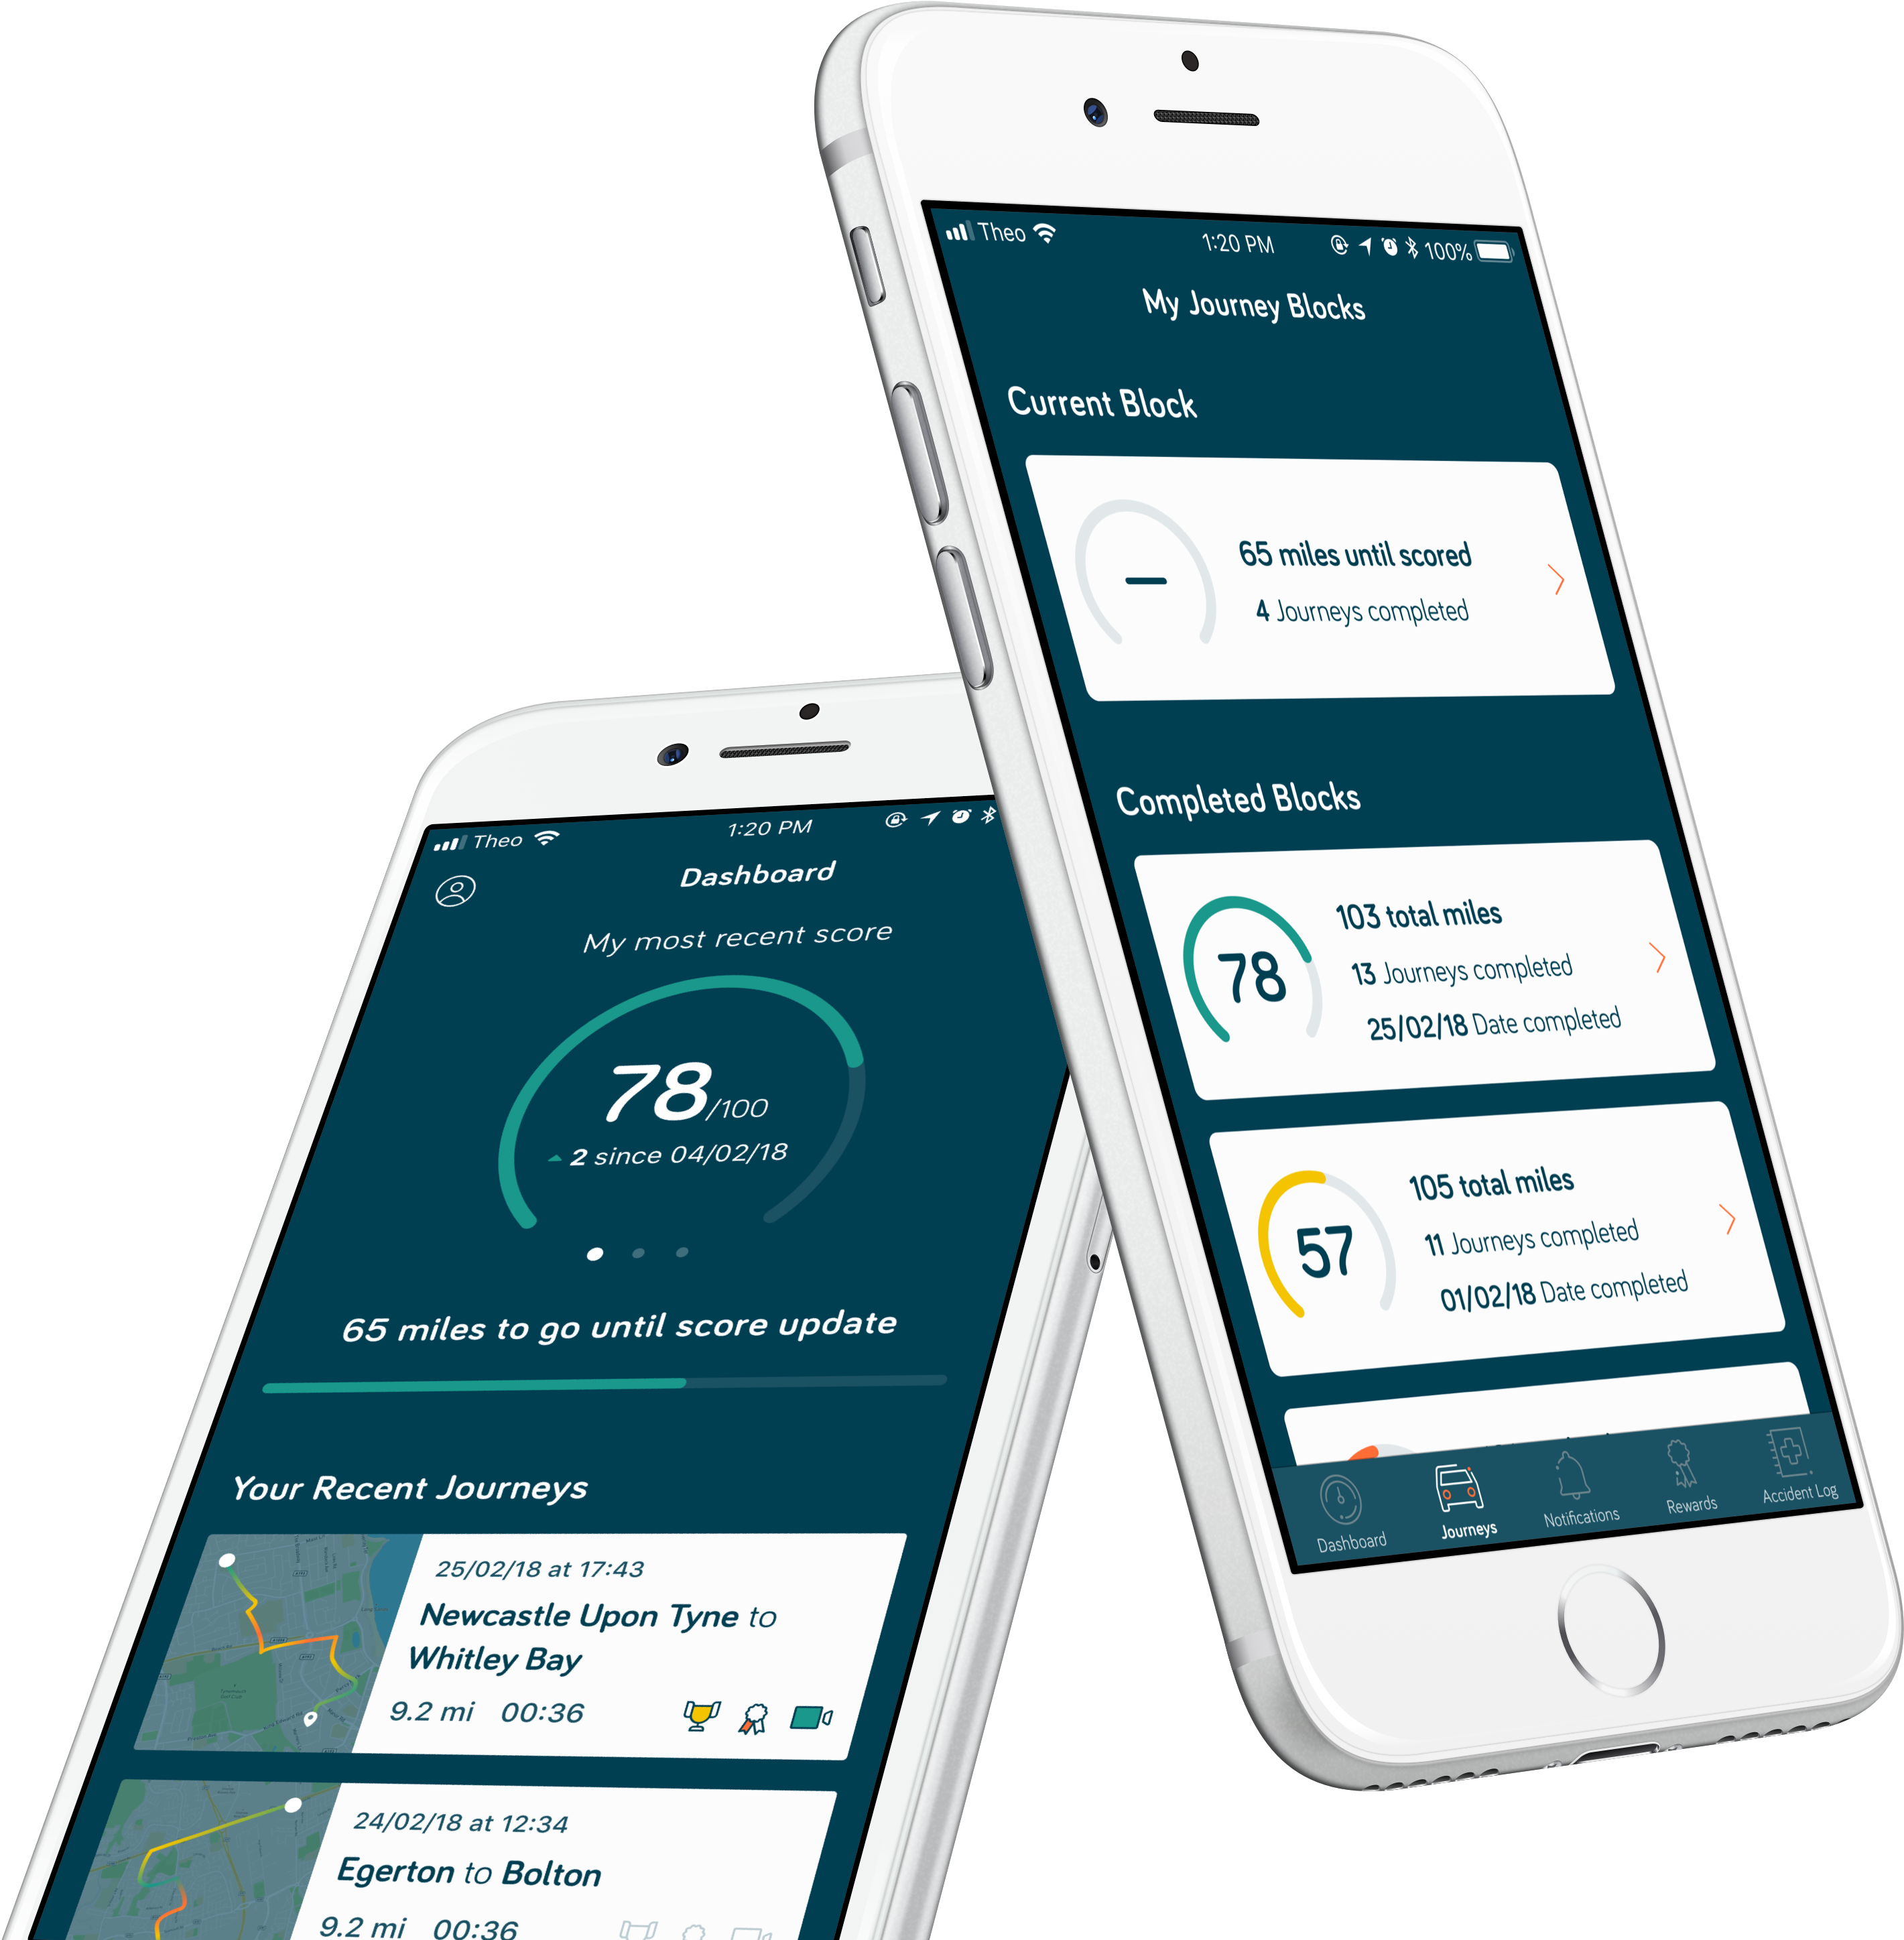 Theo
1:20 PM
100%
My Journey Blocks
Current Block
65 miles until scored
4 Journeys completed
Completed Blocks
78
103 total miles
13 Journeys completed
25/02/18 Date completed
57
105 total miles
11 Journeys completed
01/02/18 Date completed
Dashboard
Journeys
Notifications
Rewards
Accident Log
Theo
1:20 PM
Dashboard
My most recent score
78/100
2 since 04/02/18
65 miles to go until score update
Your Recent Journeys
25/02/18 at 17:43
Newcastle Upon Tyne to
Whitley Bay
9.2 mi 00:36
24/02/18 at 12:34
Egerton to Bolton
9.2 mi 00:36